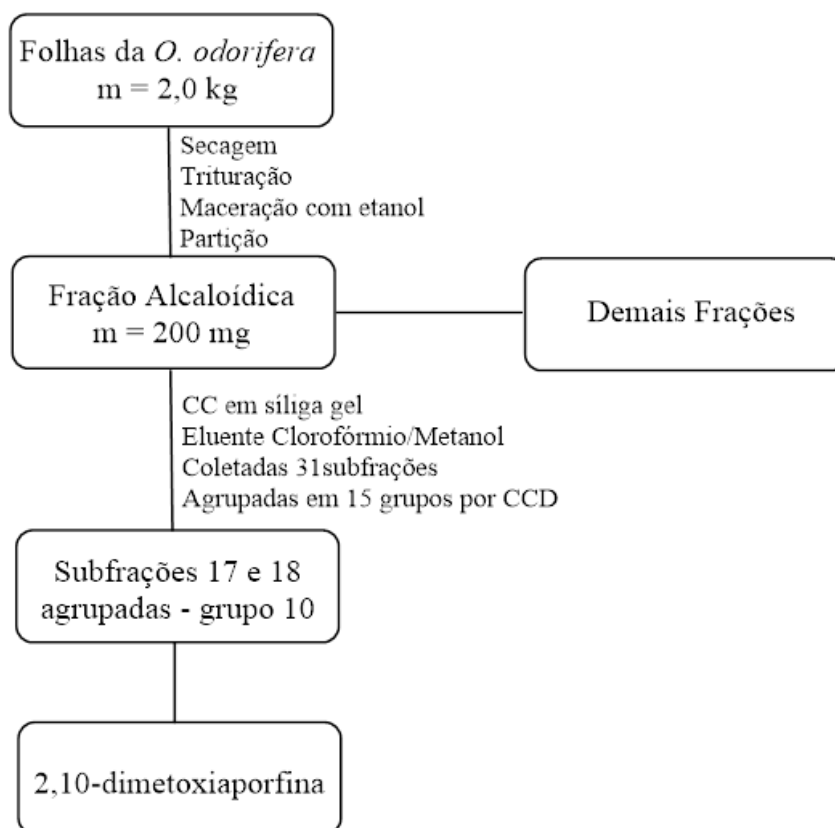 Folhas da O. odorifera
m = 2,0 kg
Secagem
Trituração
Maceração com etanol
Partição
Fração Alcaloídica
m = 200 mg
Demais Frações
CC em síliga gel
Eluente Clorofórmio/Metanol
Coletadas 31subfrações
Agrupadas em 15 grupos por CCD
Subfrações 17 e 18
agrupadas - grupo 10
2,10-dimetoxiaporfina